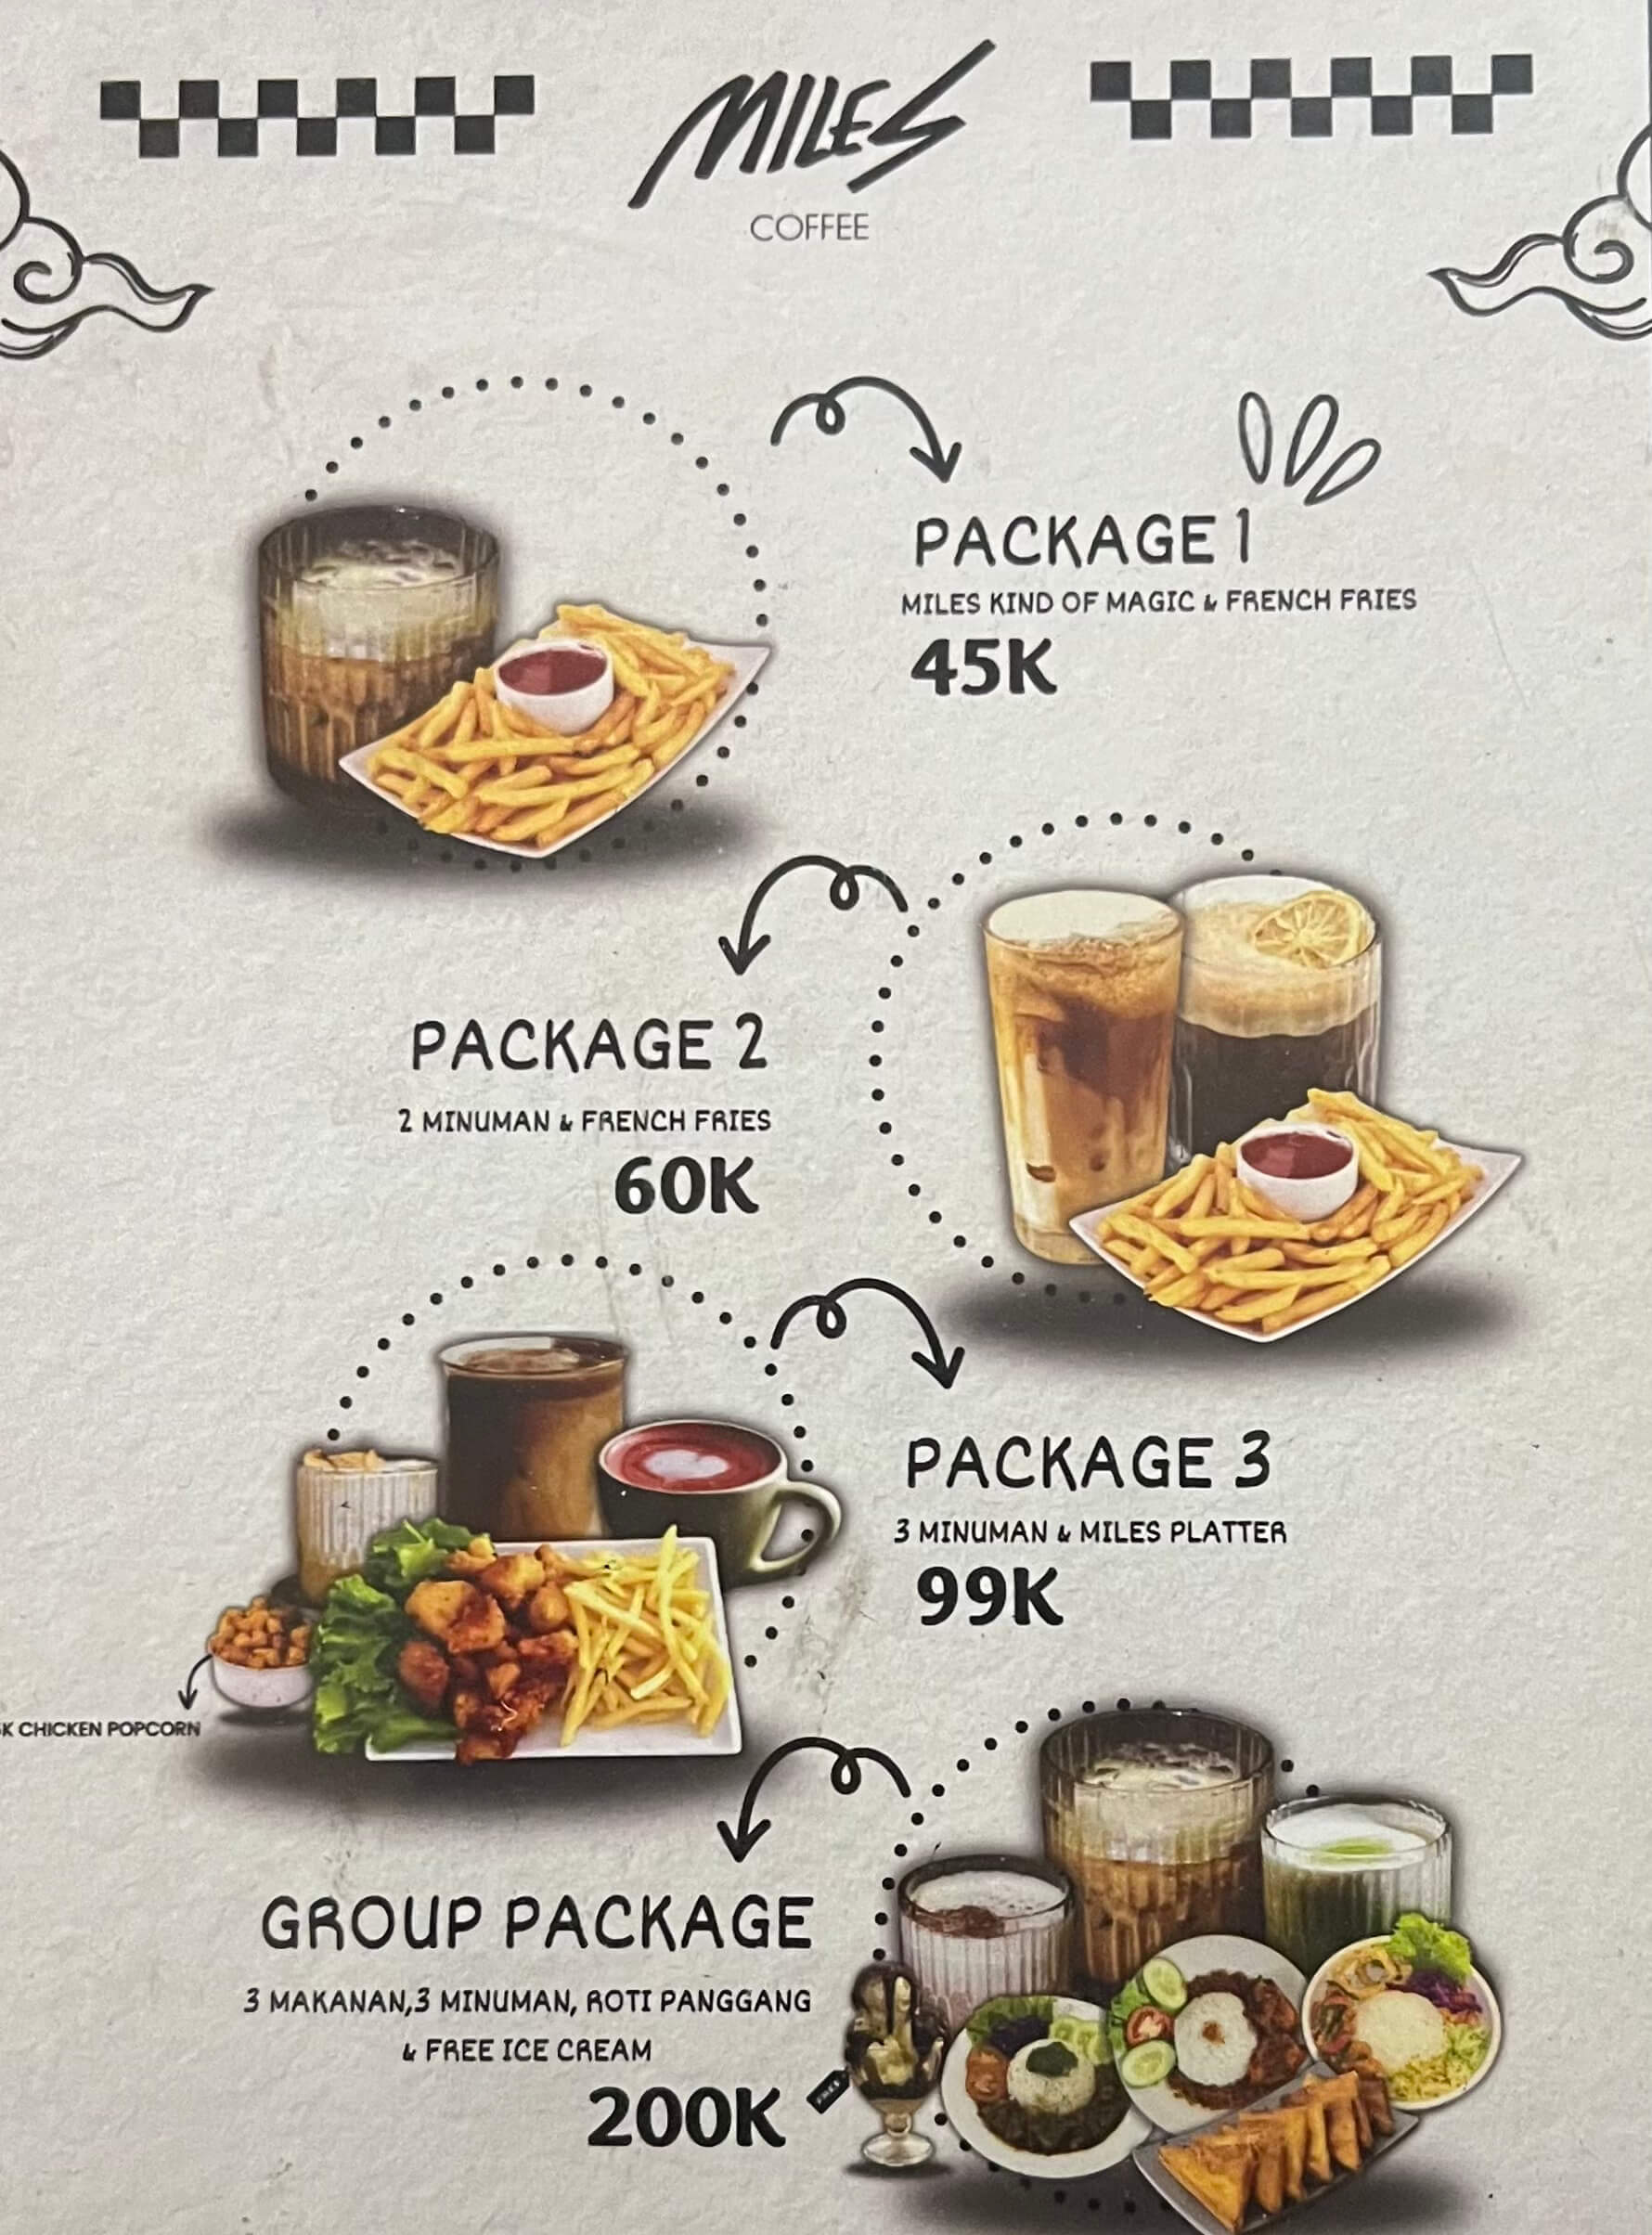 MILES
COFFEE
PACKAGE 1
MILES KIND OF MAGIC & FRENCH FRIES
45K
PACKAGE 2
2 MINUMAN & FRENCH FRIES
60K
PACKAGE 3
3 MINUMAN & MILES PLATTER
99K
K CHICKEN POPCORN
GROUP PACKAGE
3 MAKANAN,3 MINUMAN, ROTI PANGGANG
& FREE ICE CREAM
200K
FREE